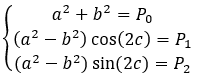 a² + b² = P₀
(a² − b²) cos(2c) = P₁
(a² − b²) sin(2c) = P₂